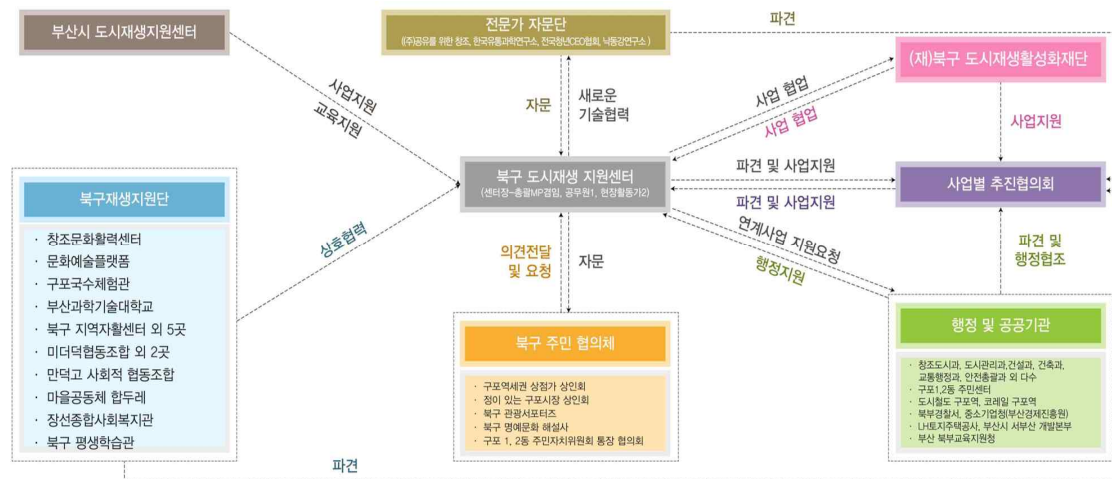 부산시 도시재생지원센터
전문가 자문단
((주)공유를 위한 창조, 한국유통과학연구소, 전국청년CEO협회, 낙동강연구소 )
파견
(재)북구 도시재생활성화재단
사업지원
교육지원
자문
새로운
기술협력
사업 협업
사업 협업
사업지원
북구 도시재생 지원센터
(센터장-총괄MP겸임, 공무원1, 현장활동가2)
파견 및 사업지원
파견 및 사업지원
사업별 추진협의회
북구재생지원단
· 창조문화활력센터
· 문화예술플랫폼
· 구포국수체험관
· 부산과학기술대학교
· 북구 지역자활센터 외 5곳
· 미더덕협동조합 외 2곳
· 만덕고 사회적 협동조합
· 마을공동체 합두레
· 장선종합사회복지관
· 북구 평생학습관
상호협력
의견전달
및 요청
자문
연계사업 지원요청
행정지원
파견 및
행정협조
북구 주민 협의체
· 구포역세권 상점가 상인회
· 정이 있는 구포시장 상인회
· 북구 관광서포터즈
· 북구 명예문화 해설사
· 구포 1, 2동 주민자치위원회 통장 협의회
행정 및 공공기관
· 창조도시과, 도시관리과,건설과, 건축과,
교통행정과, 안전총괄과 외 다수
· 구포1,2동 주민센터
· 도시철도 구포역, 코레일 구포역
· 북부경찰서, 중소기업청(부산경제진흥원)
· LH토지주택공사, 부산시 서부산 개발본부
· 부산 북부교육지원청
파견